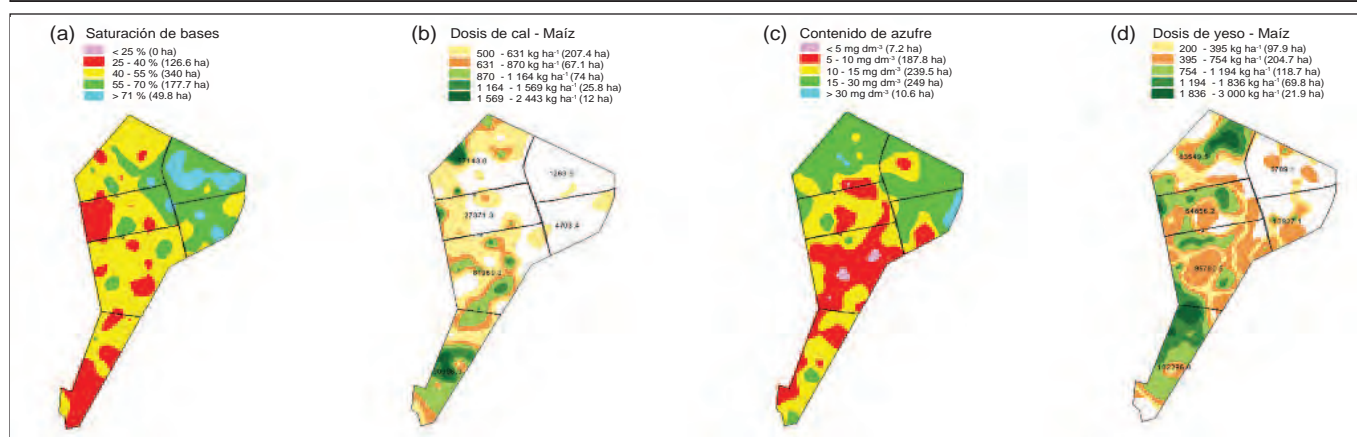 (a) Saturación de bases
< 25 % (0 ha)
25 - 40 % (126.6 ha)
40 - 55 % (340 ha)
55 - 70 % (177.7 ha)
> 71 % (49.8 ha)
(b) Dosis de cal - Maíz
500 - 631 kg ha⁻¹ (207.4 ha)
631 - 870 kg ha⁻¹ (67.1 ha)
870 - 1 164 kg ha⁻¹ (74 ha)
1 164 - 1 569 kg ha⁻¹ (25.8 ha)
1 569 - 2 443 kg ha⁻¹ (12 ha)
27371.3
4703.4
(c) Contenido de azufre
< 5 mg dm⁻³ (7.2 ha)
5 - 10 mg dm⁻³ (187.8 ha)
10 - 15 mg dm⁻³ (239.5 ha)
15 - 30 mg dm⁻³ (249 ha)
> 30 mg dm⁻³ (10.6 ha)
(d) Dosis de yeso - Maíz
200 - 395 kg ha⁻¹ (97.9 ha)
395 - 754 kg ha⁻¹ (204.7 ha)
754 - 1 194 kg ha⁻¹ (118.7 ha)
1 194 - 1 836 kg ha⁻¹ (69.8 ha)
1 836 - 3 000 kg ha⁻¹ (21.9 ha)